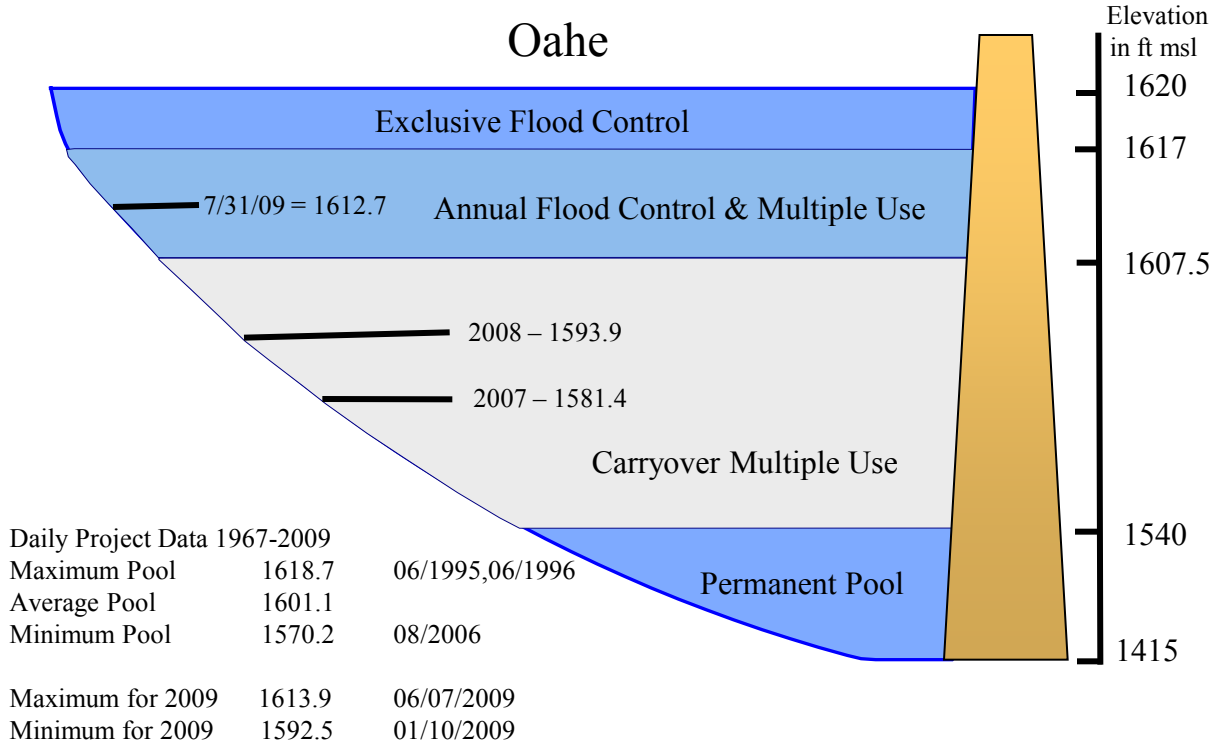 Oahe
Elevation
in ft msl
1620
Exclusive Flood Control
1617
7/31/09 = 1612.7
Annual Flood Control & Multiple Use
1607.5
2008 – 1593.9
2007 – 1581.4
Carryover Multiple Use
1540
Permanent Pool
1415
Daily Project Data 1967-2009
Maximum Pool 1618.7 06/1995,06/1996
Average Pool 1601.1
Minimum Pool 1570.2 08/2006
Maximum for 2009 1613.9 06/07/2009
Minimum for 2009 1592.5 01/10/2009